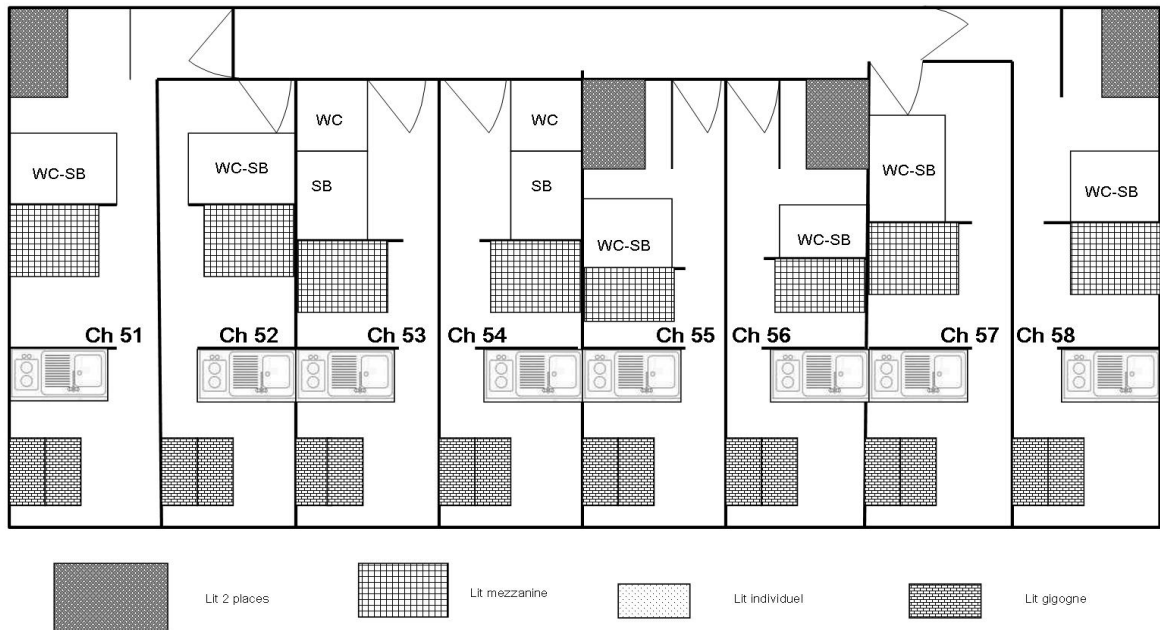 WC
WC
WC-SB
WC-SB
SB
SB
WC-SB
WC-SB
WC-SB
WC-SB
Ch 51
Ch 52
Ch 53
Ch 54
Ch 55
Ch 56
Ch 57
Ch 58
Lit 2 places
Lit mezzanine
Lit individuel
Lit gigogne